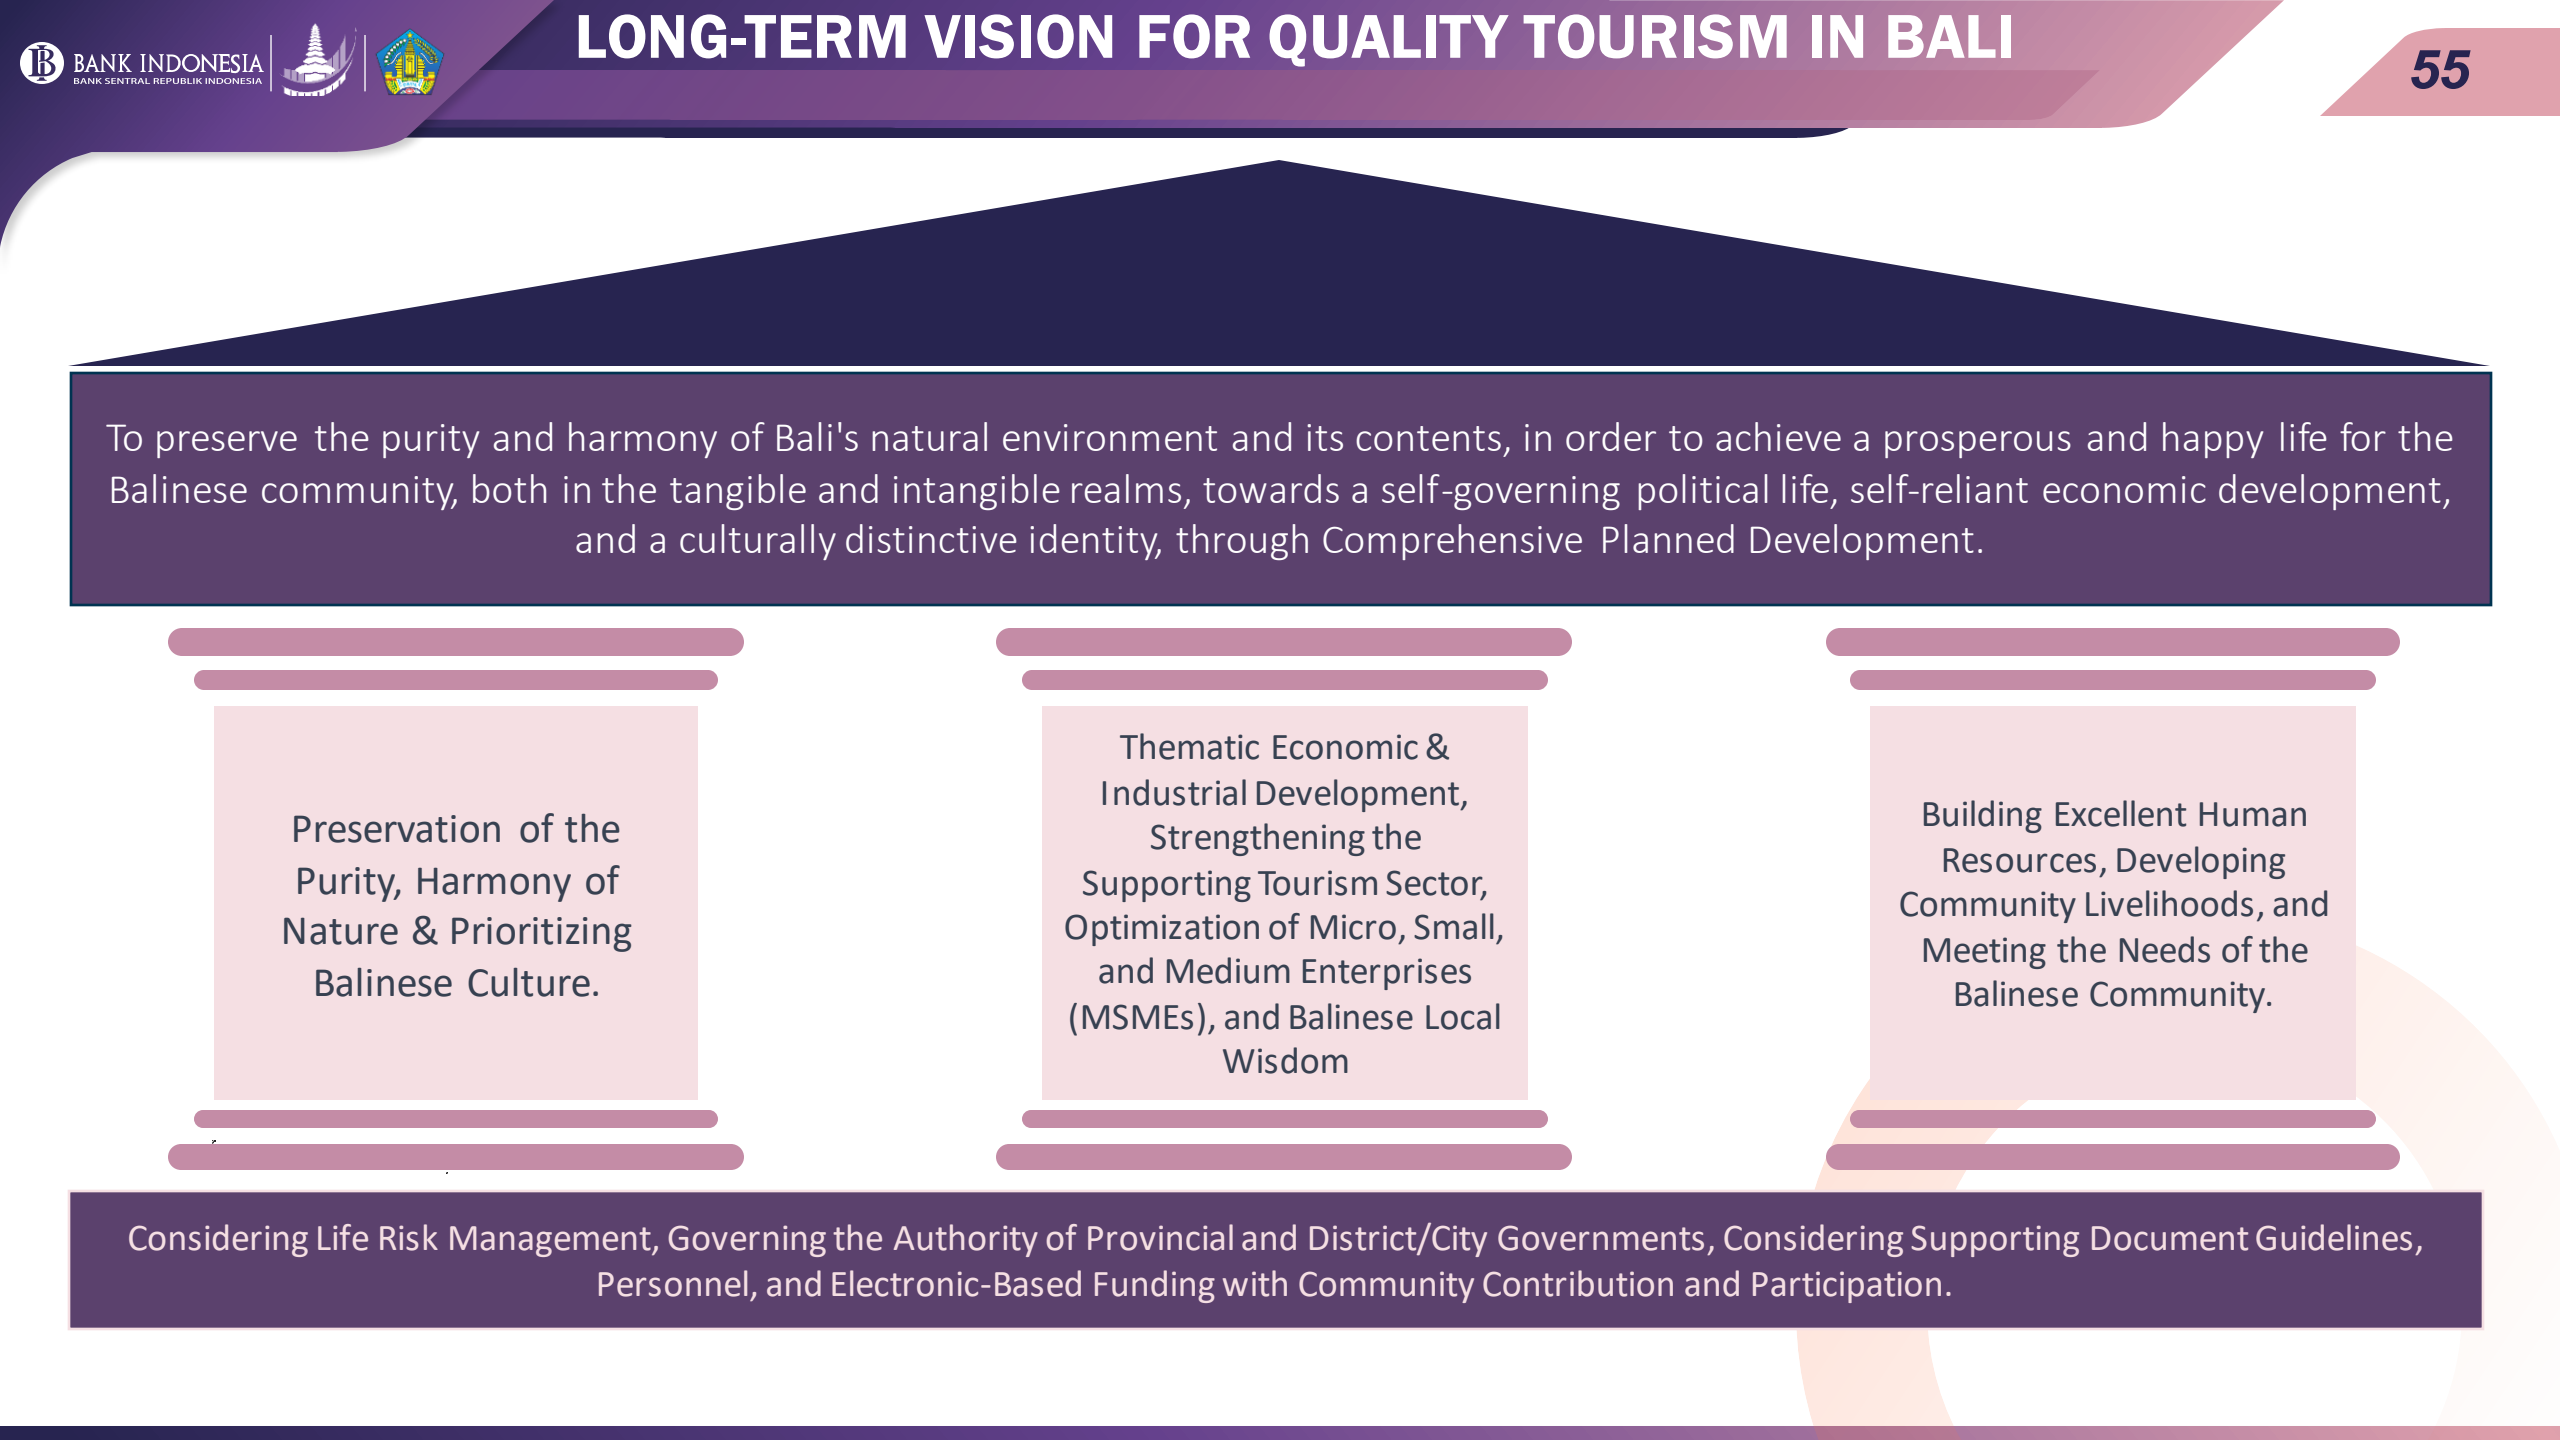 BANK INDONESIA
BANK SENTRAL REPUBLIK INDONESIA
LONG-TERM VISION FOR QUALITY TOURISM IN BALI
55
To preserve the purity and harmony of Bali's natural environment and its contents, in order to achieve a prosperous and happy life for the
Balinese community, both in the tangible and intangible realms, towards a self-governing political life, self-reliant economic development,
and a culturally distinctive identity, through Comprehensive Planned Development.
Preservation of the
Purity, Harmony of
Nature & Prioritizing
Balinese Culture.
Thematic Economic &
Industrial Development,
Strengthening the
Supporting Tourism Sector,
Optimization of Micro, Small,
and Medium Enterprises
(MSMEs), and Balinese Local
Wisdom
Building Excellent Human
Resources, Developing
Community Livelihoods, and
Meeting the Needs of the
Balinese Community.
Considering Life Risk Management, Governing the Authority of Provincial and District/City Governments, Considering Supporting Document Guidelines,
Personnel, and Electronic-Based Funding with Community Contribution and Participation.